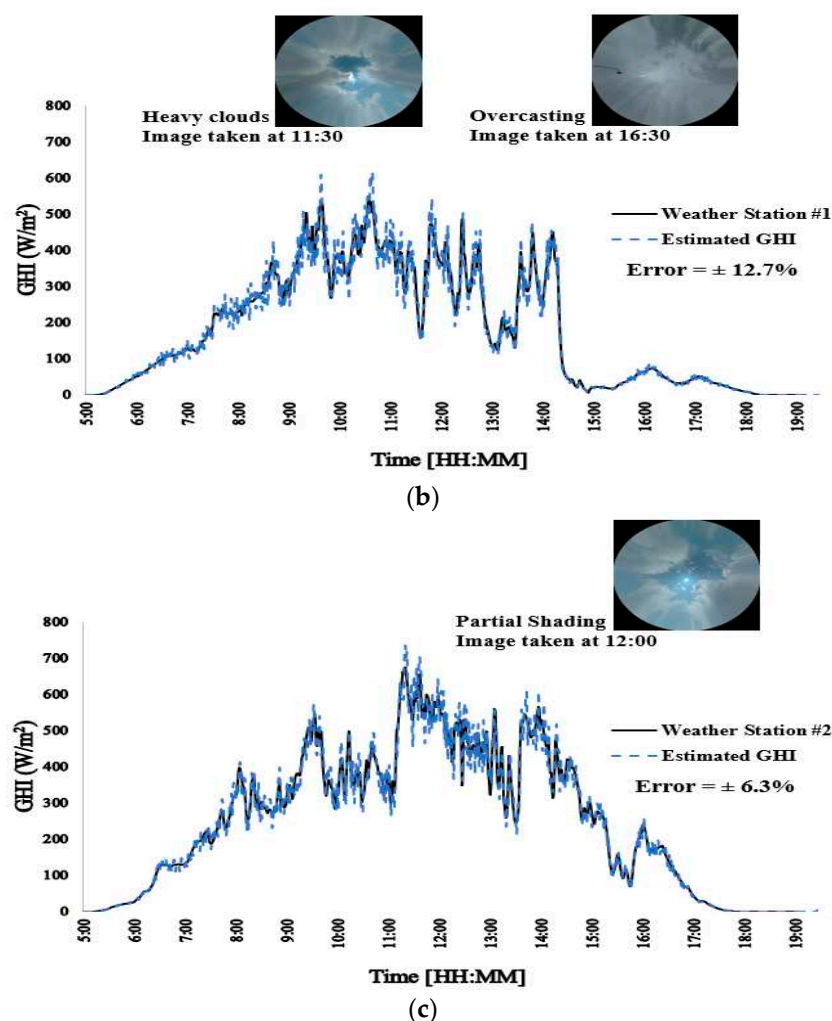 Heavy clouds
Image taken at 11:30
Overcasting
Image taken at 16:30
800
700
600
500
400
300
200
100
0
GHI (W/m²)
Weather Station #1
Estimated GHI
Error = ± 12.7%
5:00
6:00
7:00
8:00
9:00
10:00
11:00
12:00
13:00
14:00
15:00
16:00
17:00
18:00
19:00
Time [HH:MM]
(b)
Partial Shading
Image taken at 12:00
800
700
600
500
400
300
200
100
0
GHI (W/m²)
Weather Station #2
Estimated GHI
Error = ± 6.3%
5:00
6:00
7:00
8:00
9:00
10:00
11:00
12:00
13:00
14:00
15:00
16:00
17:00
18:00
19:00
Time [HH:MM]
(c)